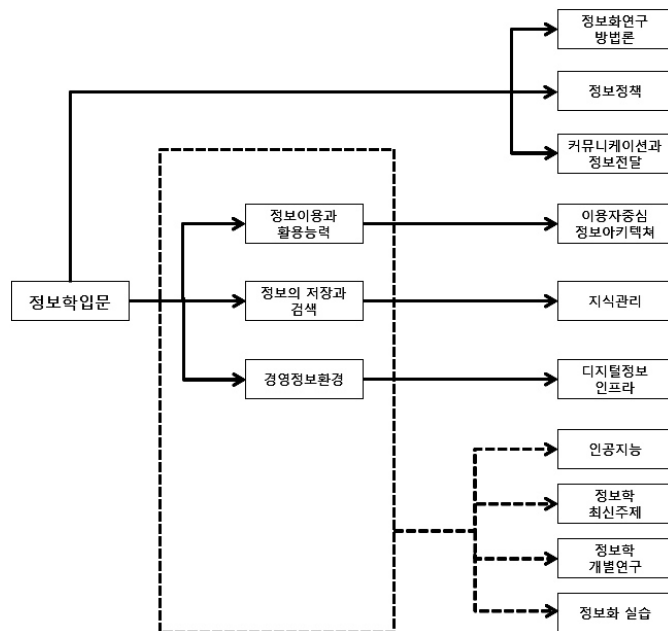 정보화연구
방법론
정보정책
커뮤니케이션과
정보전달
정보이용과
활용능력
이용자중심
정보아키텍쳐
정보학입문
정보의 저장과
검색
지식관리
경영정보환경
디지털정보
인프라
인공지능
정보학
최신주제
정보학
개별연구
정보화 실습